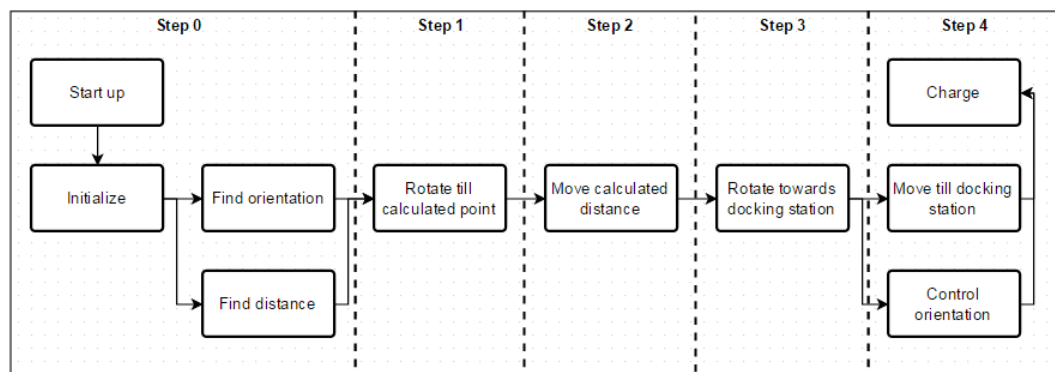 Step 0
Step 1
Step 2
Step 3
Step 4
Start up
Charge
Initialize
Find orientation
Rotate till
calculated point
Move calculated
distance
Rotate towards
docking station
Move till docking
station
Find distance
Control
orientation